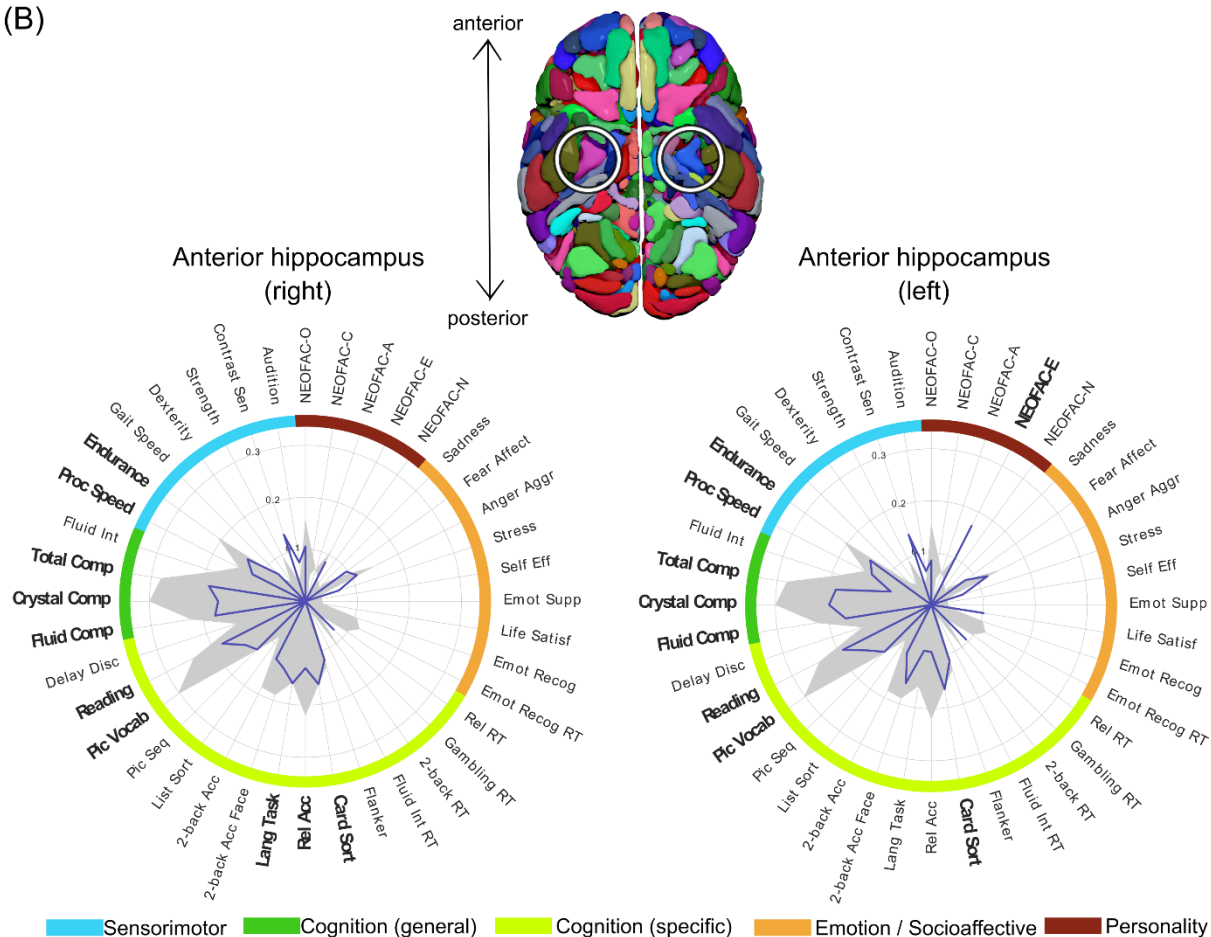 (B)
anterior
posterior
Anterior hippocampus
(right)
Anterior hippocampus
(left)
NEOFAC-O
NEOFAC-C
NEOFAC-A
NEOFAC-E
NEOFAC-N
Sadness
Fear Affect
Anger Aggr
Stress
Self Eff
Emot Supp
Life Satisf
Emot Recog
Emot Recog RT
Rel RT
Gambling RT
2-back RT
Fluid Int RT
Flanker
Card Sort
Rel Acc
Lang Task
2-back Acc Face
2-back Acc
List Sort
Pic Seq
Pic Vocab
Reading
Delay Disc
Fluid Comp
Crystal Comp
Total Comp
Fluid Int
Proc Speed
Endurance
Gait Speed
Dexterity
Strength
Contrast Sen
Audition
0.3
0.2
0.1
NEOFAC-O
NEOFAC-C
NEOFAC-A
NEOFAC-E
NEOFAC-N
Sadness
Fear Affect
Anger Aggr
Stress
Self Eff
Emot Supp
Life Satisf
Emot Recog
Emot Recog RT
Rel RT
Gambling RT
2-back RT
Fluid Int RT
Flanker
Card Sort
Rel Acc
Lang Task
2-back Acc Face
2-back Acc
List Sort
Pic Seq
Pic Vocab
Reading
Delay Disc
Fluid Comp
Crystal Comp
Total Comp
Fluid Int
Proc Speed
Endurance
Gait Speed
Dexterity
Strength
Contrast Sen
Audition
0.3
0.2
0.1
Sensorimotor
Cognition (general)
Cognition (specific)
Emotion / Socioaffective
Personality